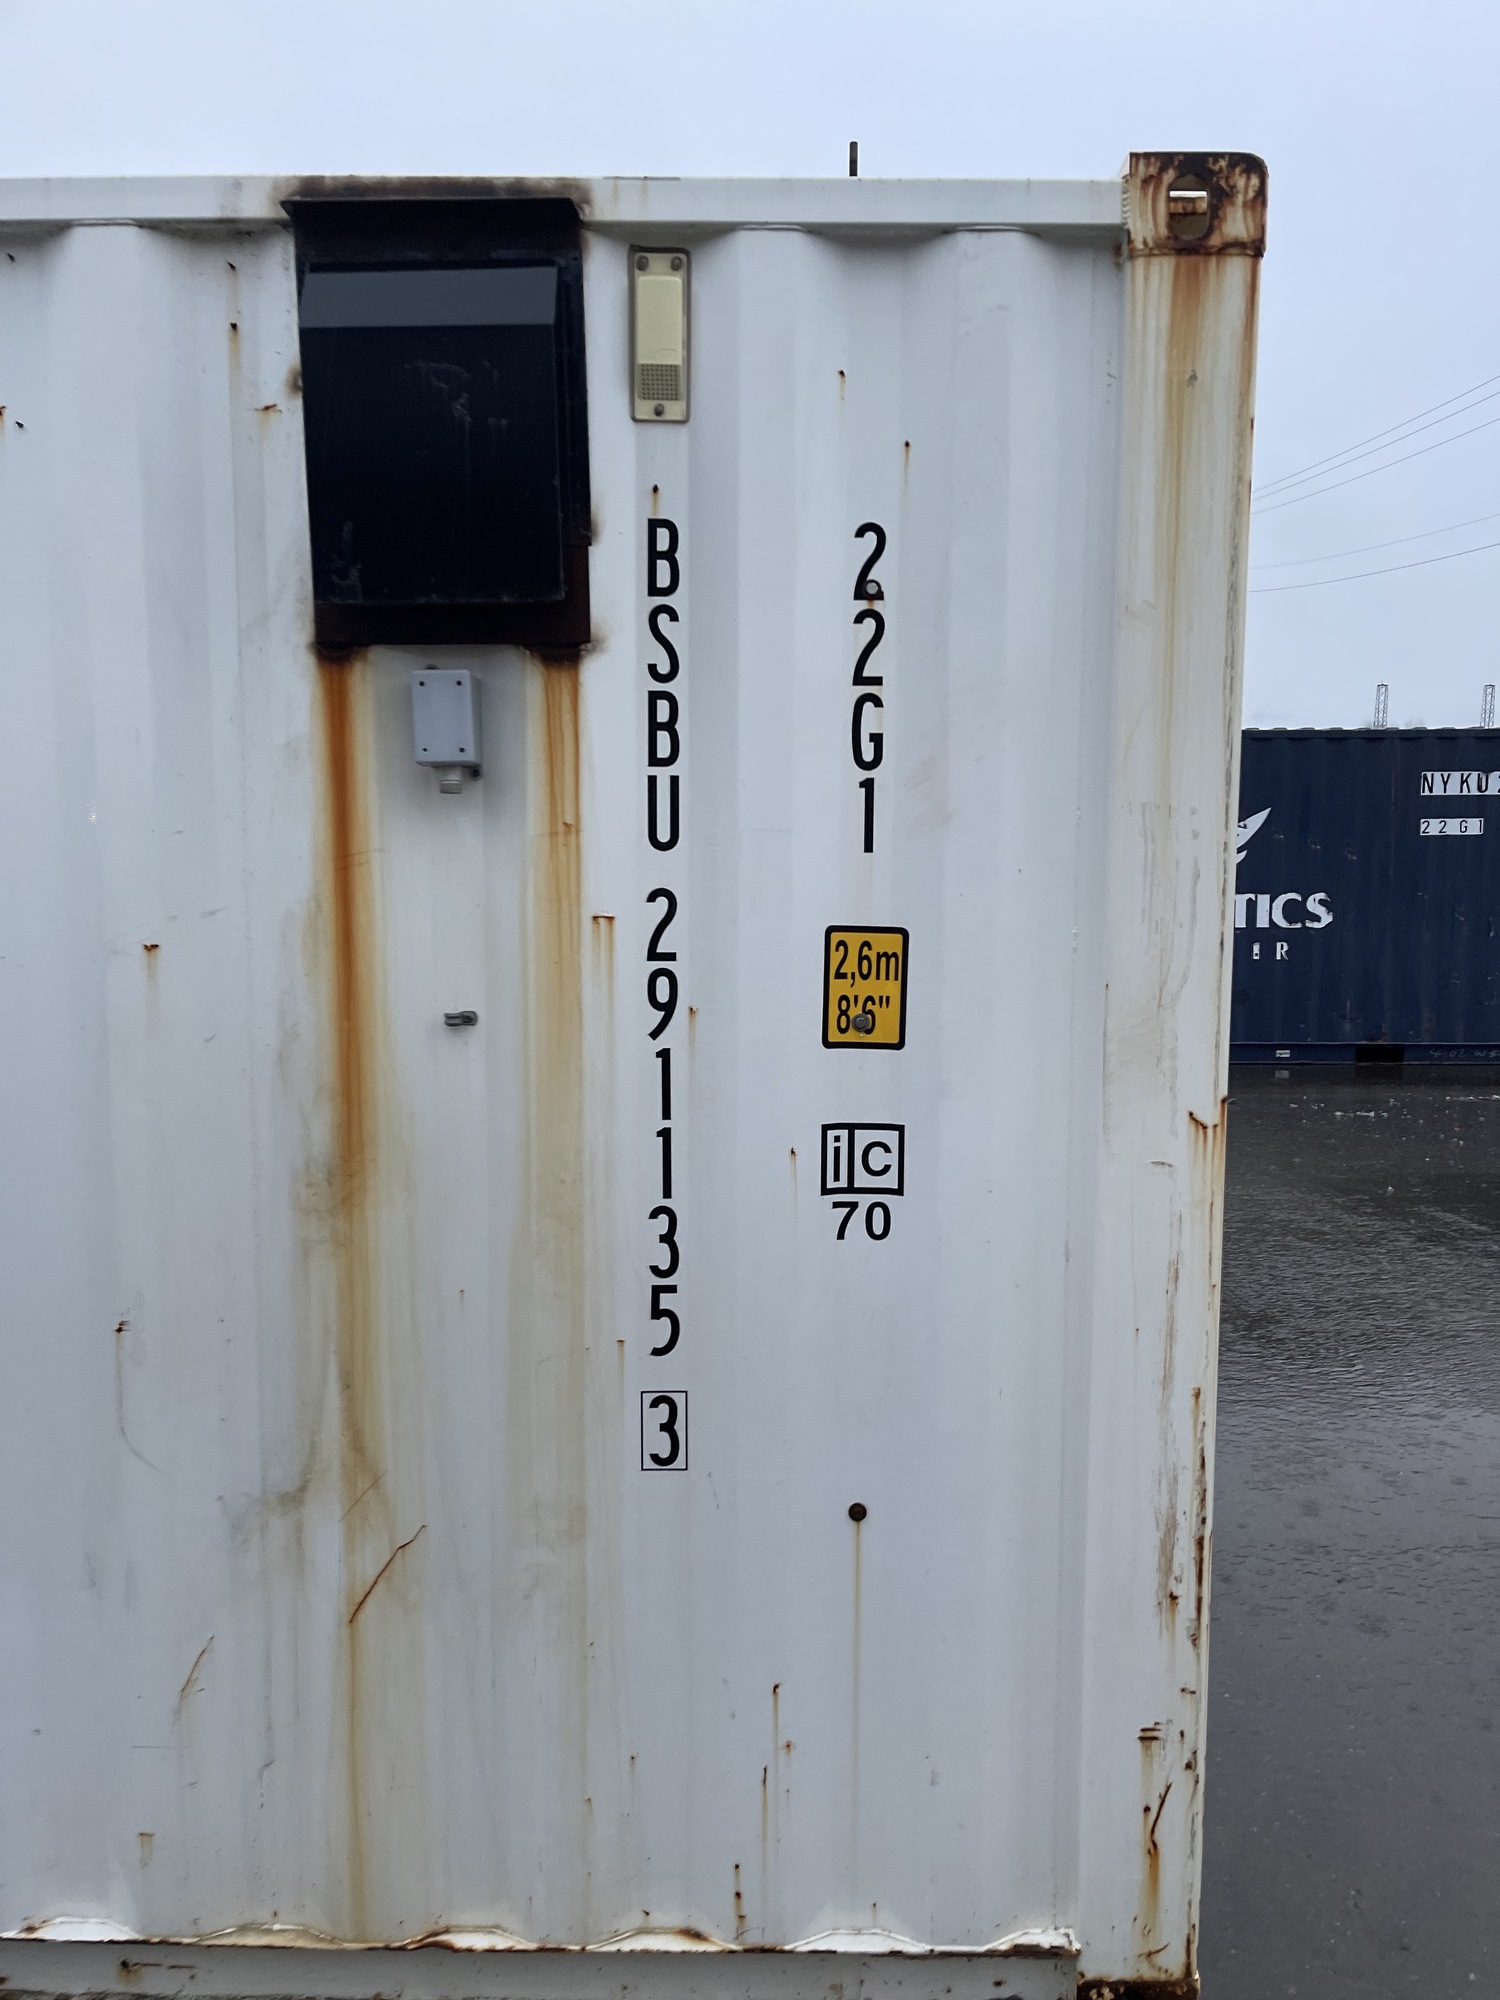 BSBU 291135 3
22G1
2,6m
8'6"
ic
70
NYKU
22G1
TICS